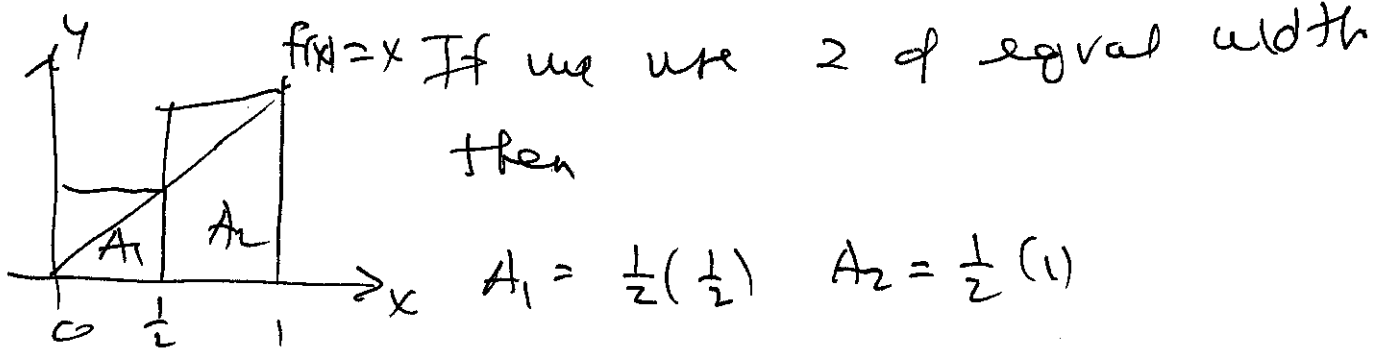 y
f(x)=x If we use 2 of equal width
then
A₁ A₂
A₁ = 1/2(1/2) A₂ = 1/2 (1)
x
0 1/2 1